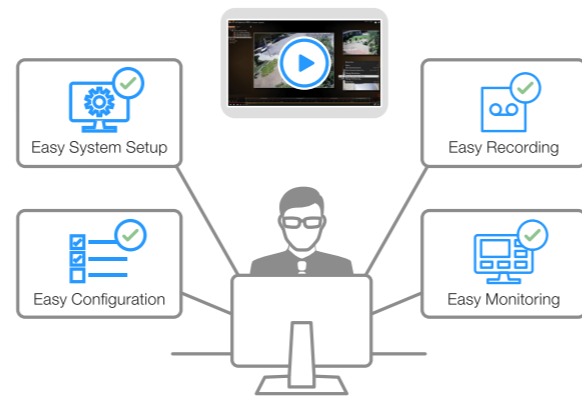 Easy System Setup
Easy Recording
Easy Configuration
Easy Monitoring